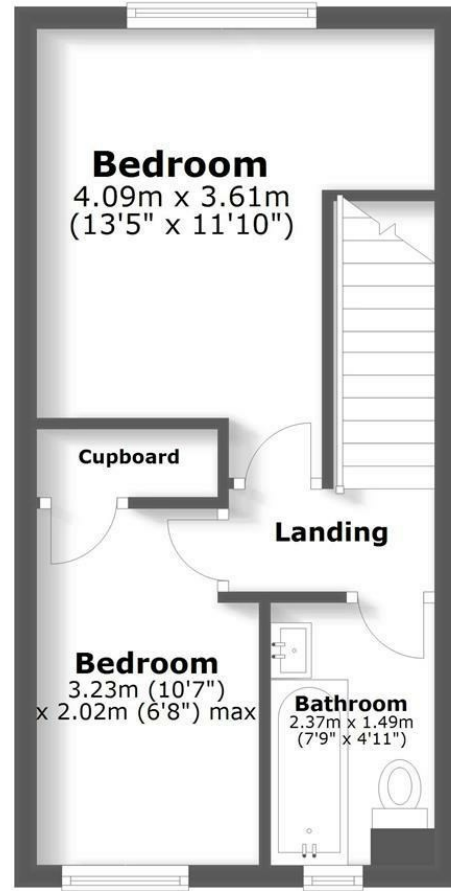 Bedroom
4.09m x 3.61m
(13'5" x 11'10")
Cupboard
Landing
Bedroom
3.23m (10'7")
x 2.02m (6'8") max
Bathroom
2.37m x 1.49m
(7'9" x 4'11")